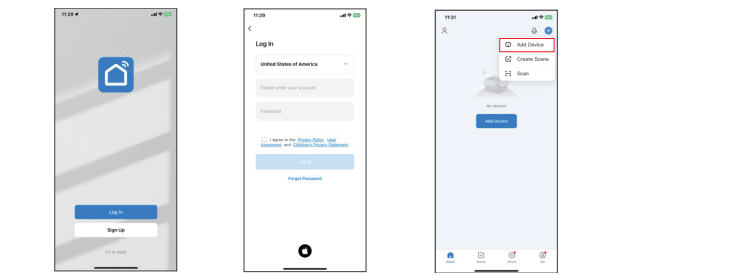 11:29
Log In
Sign Up
Try as Guest
11:29
Log In
United States of America
Please enter your account
Password
I agree to the Privacy Policy User
Agreement and Children's Privacy Statement
Log In
Forgot Password
11:31
Add Device
Create Scene
Scan
No devices
Add Device
Home
Scene
Smart
Me